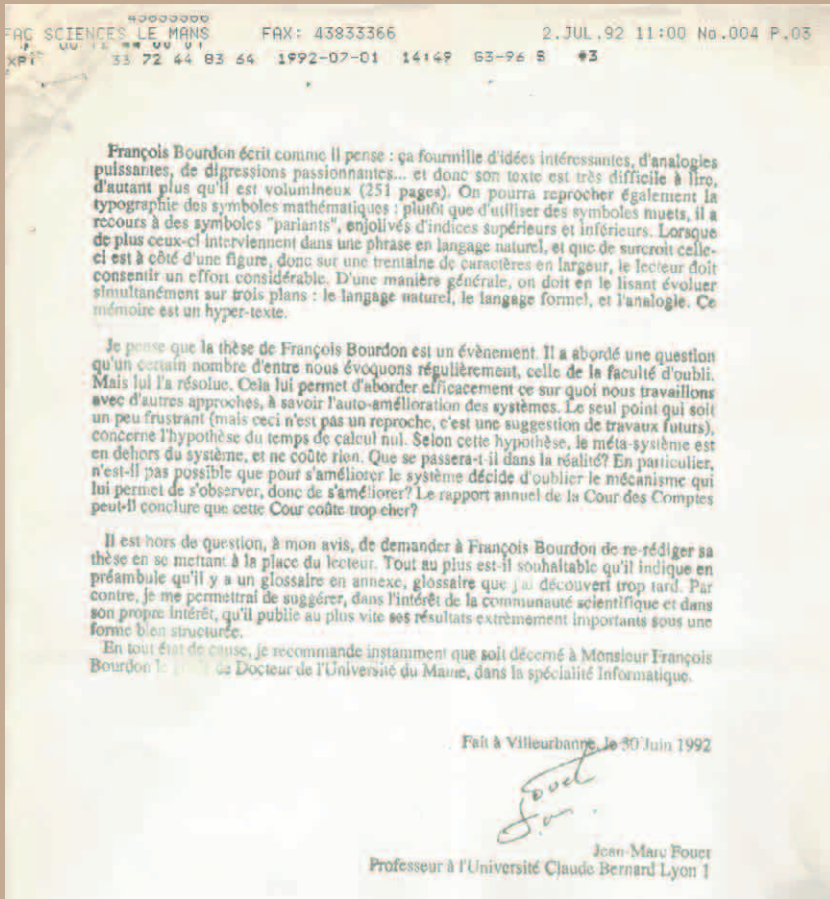 FAC SCIENCES LE MANS FAX: 43833366 2.JUL.92 11:00 No.004 P.03
33 72 44 83 64 1992-07-01 14:49 G3-96 S #3
François Bourdon écrit comme il pense : ça fourmille d'idées intéressantes, d'analogies
puissantes, de digressions passionnantes... et donc son texte est très difficile à lire,
d'autant plus qu'il est volumineux (251 pages). On pourra reprocher également la
typographie des symboles mathématiques : plutôt que d'utiliser des symboles muets, il a
recours à des symboles "parlants", enjolivés d'indices supérieurs et inférieurs. Lorsque
de plus ceux-ci interviennent dans une phrase en langage naturel, et que de surcroit celle-
ci est à côté d'une figure, donc sur une trentaine de caractères en largeur, le lecteur doit
consentir un effort considérable. D'une manière générale, on doit en le lisant évoluer
simultanément sur trois plans : le langage naturel, le langage formel, et l'analogie. Ce
mémoire est un hyper-texte.
Je pense que la thèse de François Bourdon est un évènement. Il a abordé une question
qu'un certain nombre d'entre nous évoquons régulièrement, celle de la faculté d'oubli.
Mais lui l'a résolue. Cela lui permet d'aborder efficacement ce sur quoi nous travaillons
avec d'autres approches, à savoir l'auto-amélioration des systèmes. Le seul point qui soit
un peu frustrant (mais ceci n'est pas un reproche, c'est une suggestion de travaux futurs),
concerne l'hypothèse du temps de calcul nul. Selon cette hypothèse, le méta-système est
en dehors du système, et ne coûte rien. Que se passera-t-il dans la réalité? En particulier,
n'est-il pas possible que pour s'améliorer le système décide d'oublier le mécanisme qui
lui permet de s'observer, donc de s'améliorer? Le rapport annuel de la Cour des Comptes
peut-il conclure que cette Cour coûte trop cher?
Il est hors de question, à mon avis, de demander à François Bourdon de re-rédiger sa
thèse en se mettant à la place du lecteur. Tout au plus est-il souhaitable qu'il indique en
préambule qu'il y a un glossaire en annexe, glossaire que j'ai découvert trop tard. Par
contre, je me permettrai de suggérer, dans l'intérêt de la communauté scientifique et dans
son propre intérêt, qu'il publie au plus vite ses résultats extrèmement importants sous une
forme bien structurée.
En tout état de cause, je recommande instamment que soit décerné à Monsieur François
Bourdon le de Docteur de l'Université du Maine, dans la spécialité Informatique.
Fait à Villeurbanne, le 30 Juin 1992
Jean-Marc Fouet
Professeur à l'Université Claude Bernard Lyon 1